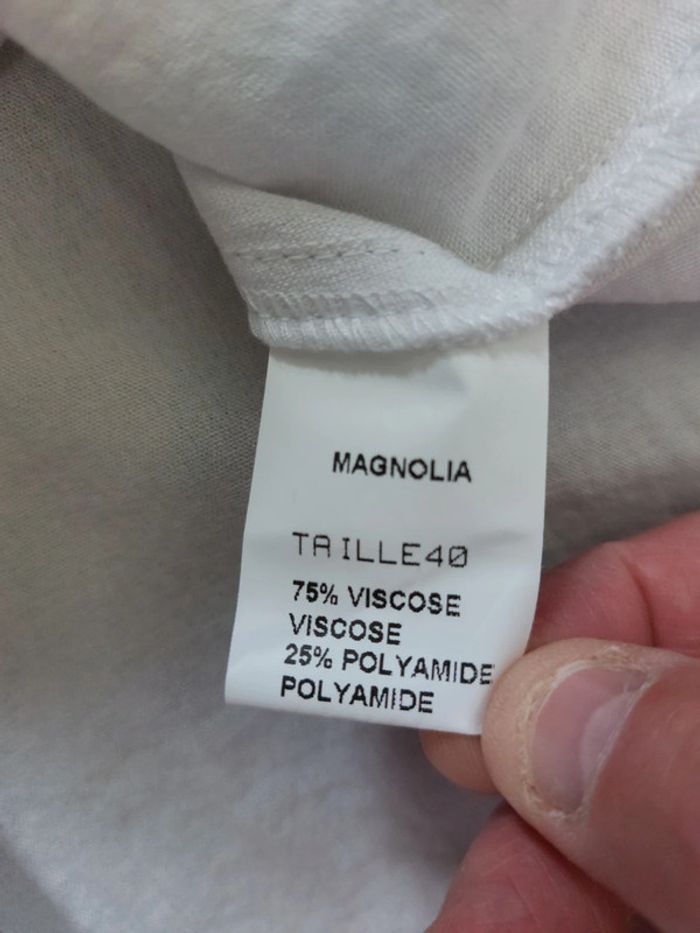 MAGNOLIA
TAILLE40
75% VISCOSE
VISCOSE
25% POLYAMIDE
POLYAMIDE